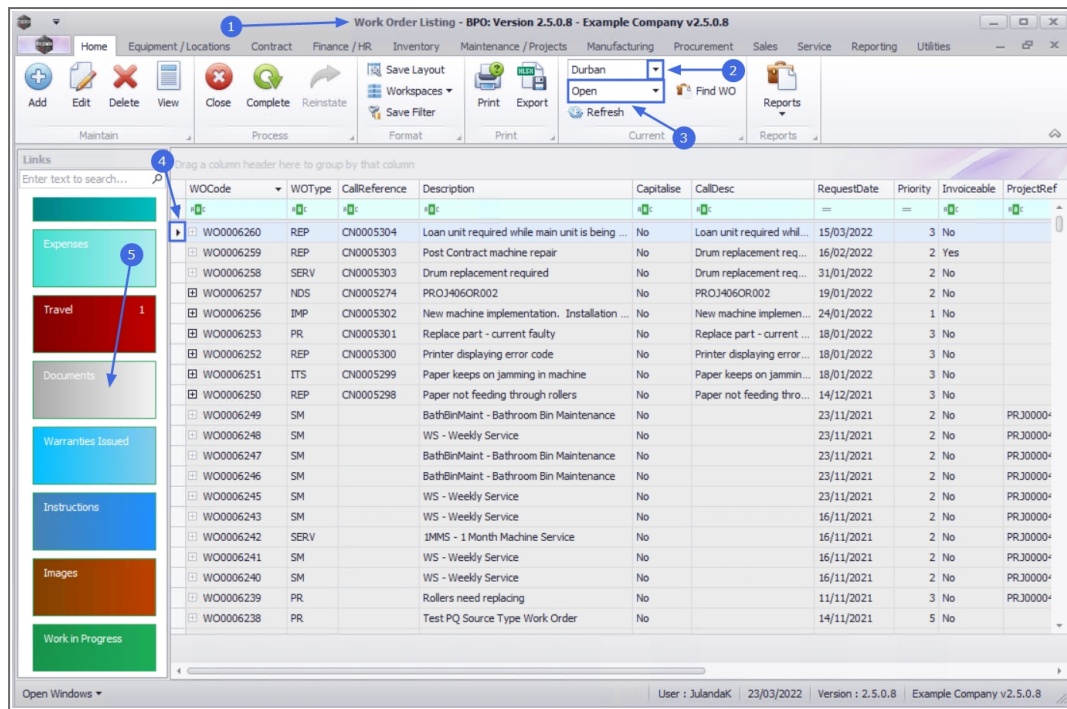 Work Order Listing - BPO: Version 2.5.0.8 - Example Company v2.5.0.8
1
Home Equipment / Locations Contract Finance / HR Inventory Maintenance / Projects Manufacturing Procurement Sales Service Reporting Utilities
Add Edit Delete View
Maintain
Close Complete Reinstate
Process
Save Layout
Workspaces
Save Filter
Format
Print Export
Print
Durban
Open
Refresh
Find WO
Current
2
3
Reports
Reports
Links
Enter text to search...
4
Drag a column header here to group by that column
WOCode WOType CallReference Description Capitalise CallDesc RequestDate Priority Invoiceable ProjectRef
WO0006260 REP CN0005304 Loan unit required while main unit is being ... No Loan unit required whil... 15/03/2022 3 No
WO0006259 REP CN0005303 Post Contract machine repair No Drum replacement req... 16/02/2022 2 Yes
WO0006258 SERV CN0005303 Drum replacement required No Drum replacement req... 31/01/2022 2 No
WO0006257 NDS CN0005274 PROJ406OR002 No PROJ406OR002 19/01/2022 2 No
WO0006256 IMP CN0005302 New machine implementation. Installation ... No New machine implemen... 24/01/2022 1 No
WO0006253 PR CN0005301 Replace part - current faulty No Replace part - current ... 18/01/2022 3 No
WO0006252 REP CN0005300 Printer displaying error code No Printer displaying error... 18/01/2022 3 No
WO0006251 ITS CN0005299 Paper keeps on jamming in machine No Paper keeps on jammin... 18/01/2022 3 No
WO0006250 REP CN0005298 Paper not feeding through rollers No Paper not feeding thro... 14/12/2021 3 No
WO0006249 SM BathBinMaint - Bathroom Bin Maintenance No 23/11/2021 2 No PRJ00004
WO0006248 SM WS - Weekly Service No 23/11/2021 2 No PRJ00004
WO0006247 SM BathBinMaint - Bathroom Bin Maintenance No 23/11/2021 2 No PRJ00004
WO0006246 SM BathBinMaint - Bathroom Bin Maintenance No 23/11/2021 2 No PRJ00004
WO0006245 SM WS - Weekly Service No 23/11/2021 2 No PRJ00004
WO0006243 SM WS - Weekly Service No 16/11/2021 2 No PRJ00004
WO0006242 SERV 1MMS - 1 Month Machine Service No 16/11/2021 2 No PRJ00004
WO0006241 SM WS - Weekly Service No 16/11/2021 2 No PRJ00004
WO0006240 SM WS - Weekly Service No 16/11/2021 2 No PRJ00004
WO0006239 PR Rollers need replacing No 11/11/2021 3 No PRJ00004
WO0006238 PR Test PQ Source Type Work Order No 14/11/2021 5 No
Expenses
5
Travel 1
Documents
Warranties Issued
Instructions
Images
Work in Progress
Open Windows User : JulandaK 23/03/2022 Version : 2.5.0.8 Example Company v2.5.0.8